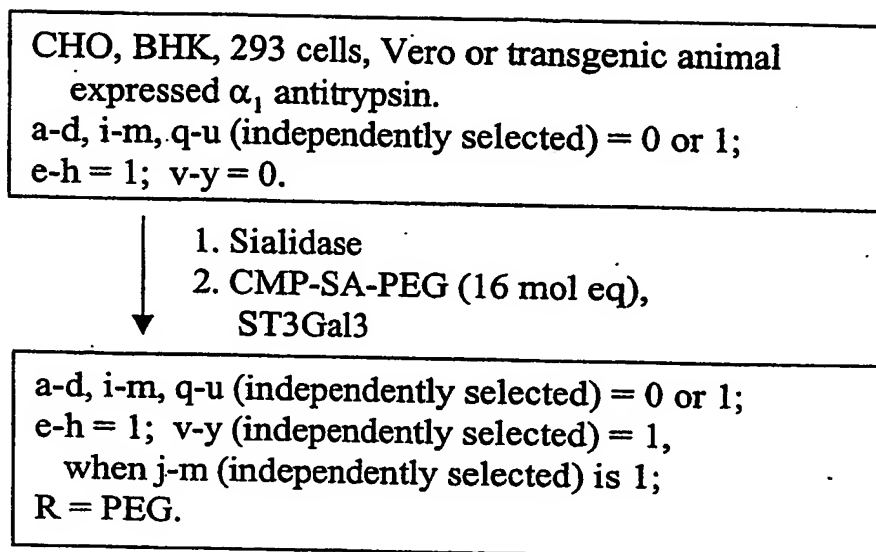 CHO, BHK, 293 cells, Vero or transgenic animal
expressed α₁ antitrypsin.
a-d, i-m, q-u (independently selected) = 0 or 1;
e-h = 1; v-y = 0.
1. Sialidase
2. CMP-SA-PEG (16 mol eq),
ST3Gal3
a-d, i-m, q-u (independently selected) = 0 or 1;
e-h = 1; v-y (independently selected) = 1,
when j-m (independently selected) is 1;
R = PEG.